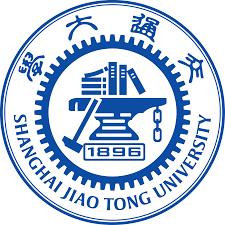 交通大學
1896
SHANGHAI JIAO TONG UNIVERSITY